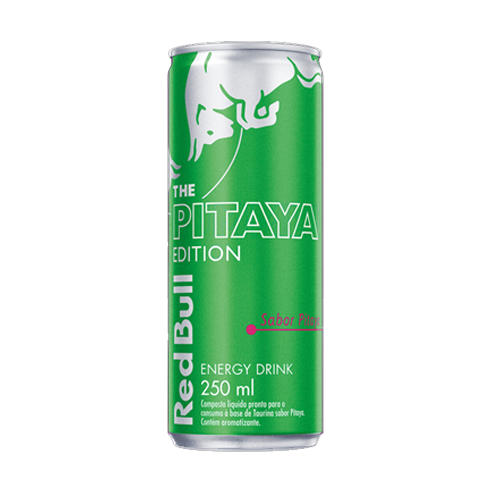 THE
PITAYA
EDITION
Red Bull
Sabor
ENERGY DRINK
250 ml
Composto líquido pronto para o
consumo à base de Taurina sabor Pitaya.
Contém aromatizante.